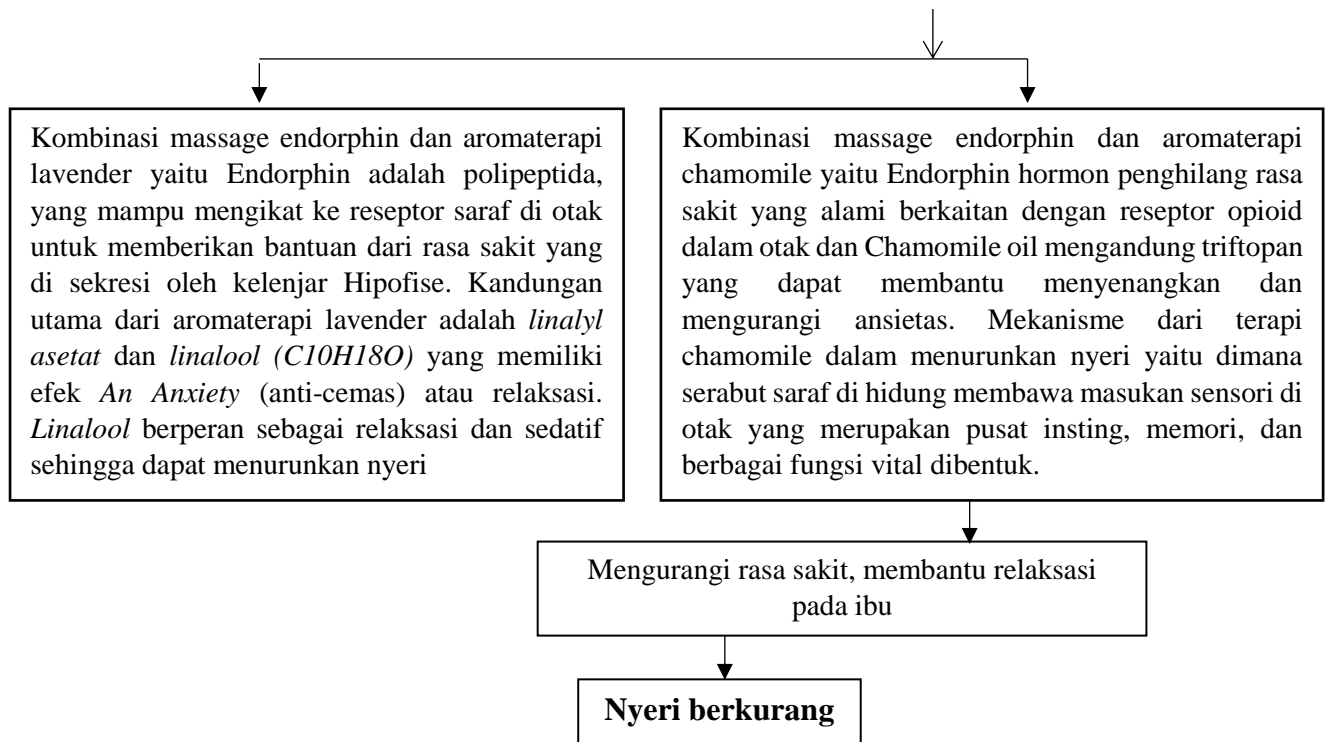 Kombinasi massage endorphin dan aromaterapi
lavender yaitu Endorphin adalah polipeptida,
yang mampu mengikat ke reseptor saraf di otak
untuk memberikan bantuan dari rasa sakit yang
di sekresi oleh kelenjar Hipofise. Kandungan
utama dari aromaterapi lavender adalah linalyl
asetat dan linalool (C10H18O) yang memiliki
efek An Anxiety (anti-cemas) atau relaksasi.
Linalool berperan sebagai relaksasi dan sedatif
sehingga dapat menurunkan nyeri
Kombinasi massage endorphin dan aromaterapi
chamomile yaitu Endorphin hormon penghilang rasa
sakit yang alami berkaitan dengan reseptor opioid
dalam otak dan Chamomile oil mengandung triftopan
yang dapat membantu menyenangkan dan
mengurangi ansietas. Mekanisme dari terapi
chamomile dalam menurunkan nyeri yaitu dimana
serabut saraf di hidung membawa masukan sensori di
otak yang merupakan pusat insting, memori, dan
berbagai fungsi vital dibentuk.
Mengurangi rasa sakit, membantu relaksasi
pada ibu
Nyeri berkurang